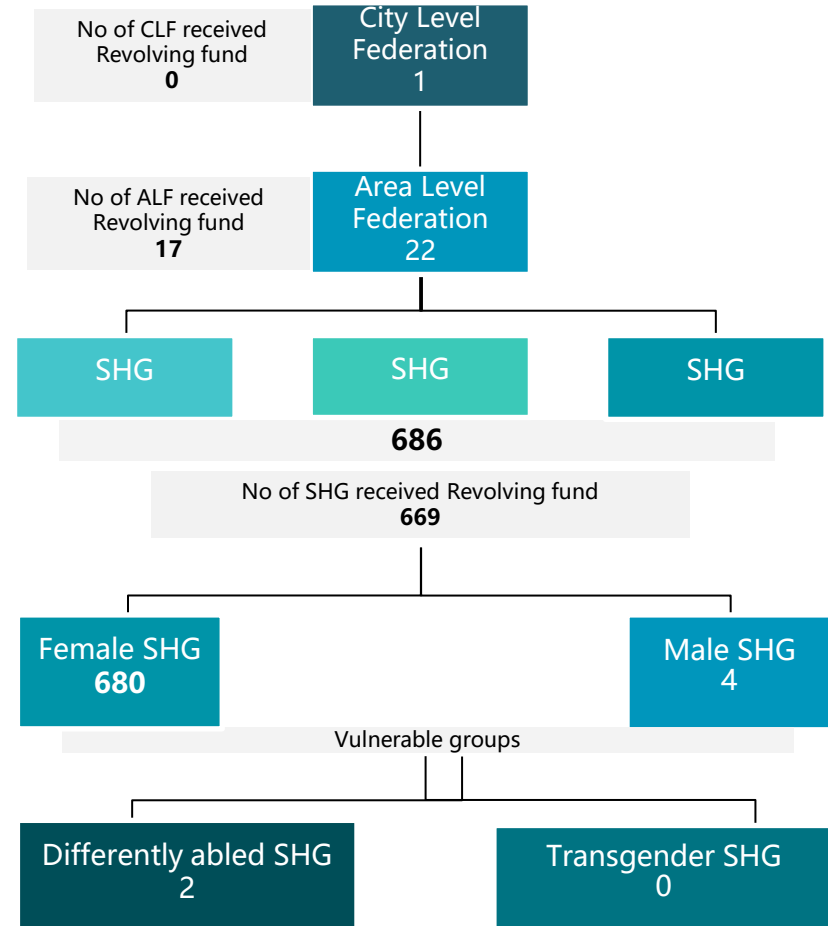 No of CLF received
Revolving fund
0
City Level
Federation
1
No of ALF received
Revolving fund
17
Area Level
Federation
22
SHG
SHG
SHG
686
No of SHG received Revolving fund
669
Female SHG
680
Male SHG
4
Vulnerable groups
Differently abled SHG
2
Transgender SHG
0